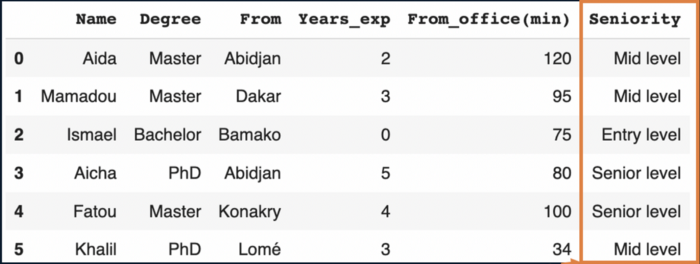 Name Degree From Years_exp From_office(min) Seniority
0 Aida Master Abidjan 2 120 Mid level
1 Mamadou Master Dakar 3 95 Mid level
2 Ismael Bachelor Bamako 0 75 Entry level
3 Aicha PhD Abidjan 5 80 Senior level
4 Fatou Master Konakry 4 100 Senior level
5 Khalil PhD Lomé 3 34 Mid level